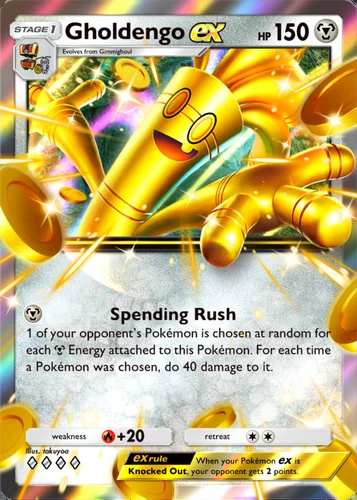 STAGE 1 Gholdengo ex HP 150
Evolves from Gimmighoul
Spending Rush
1 of your opponent's Pokémon is chosen at random for
each Energy attached to this Pokémon. For each time
a Pokémon was chosen, do 40 damage to it.
weakness +20 retreat
Illus. takuyoa
ex rule When your Pokémon ex is
Knocked Out, your opponent gets 2 points.